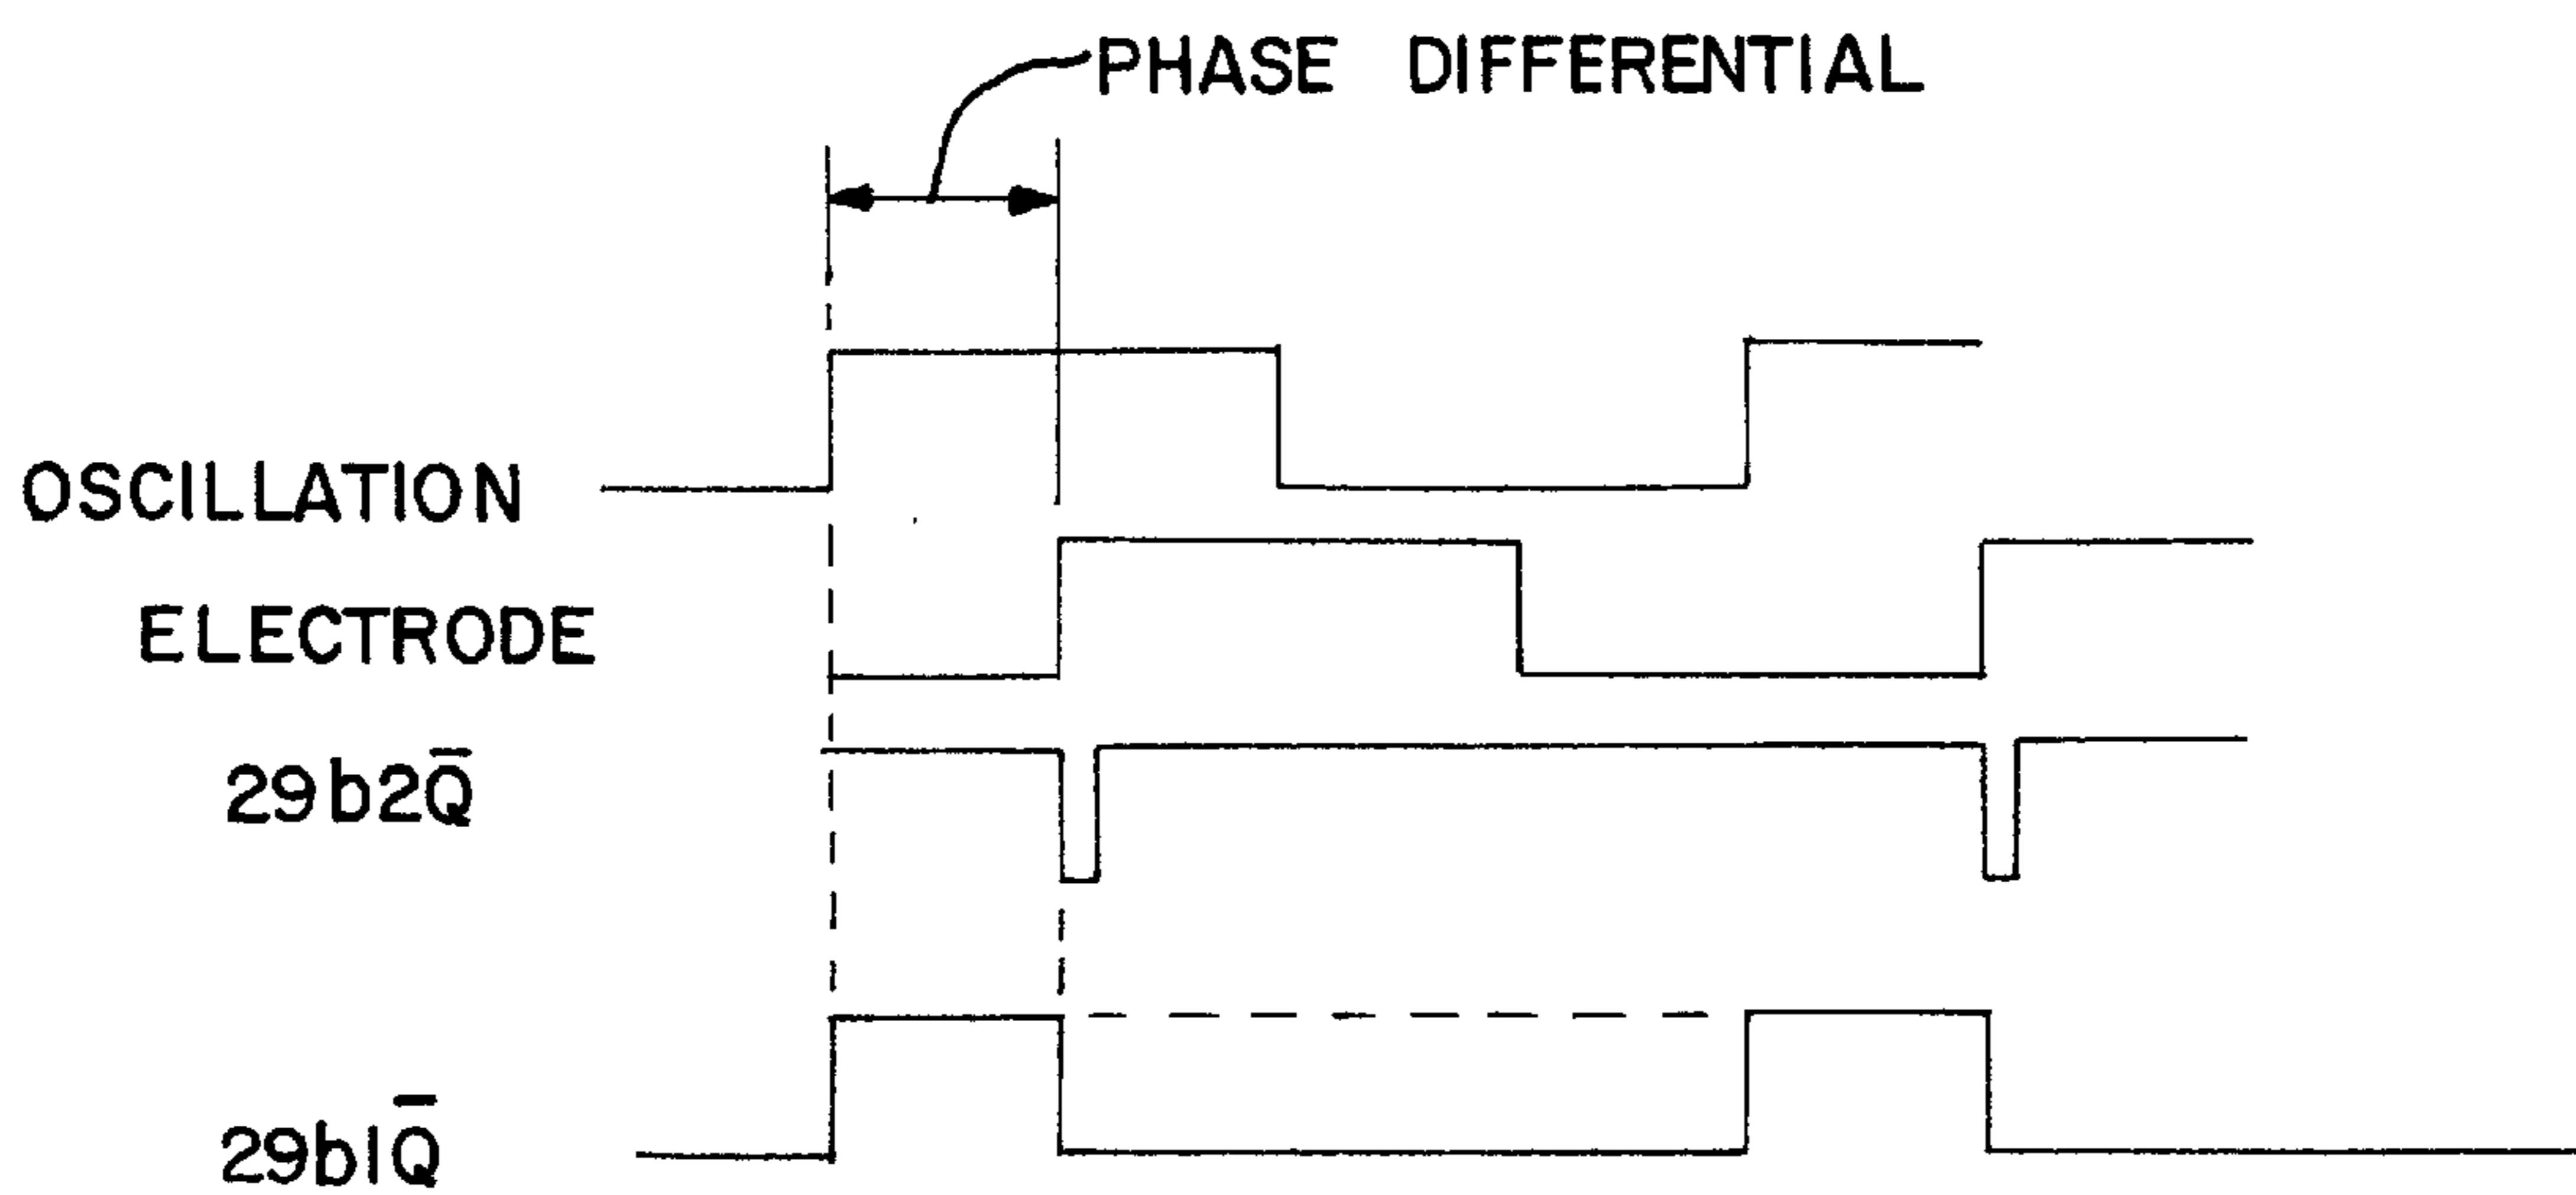 PHASE DIFFERENTIAL
OSCILLATION
ELECTRODE
29b2Q̅
29b1Q̅